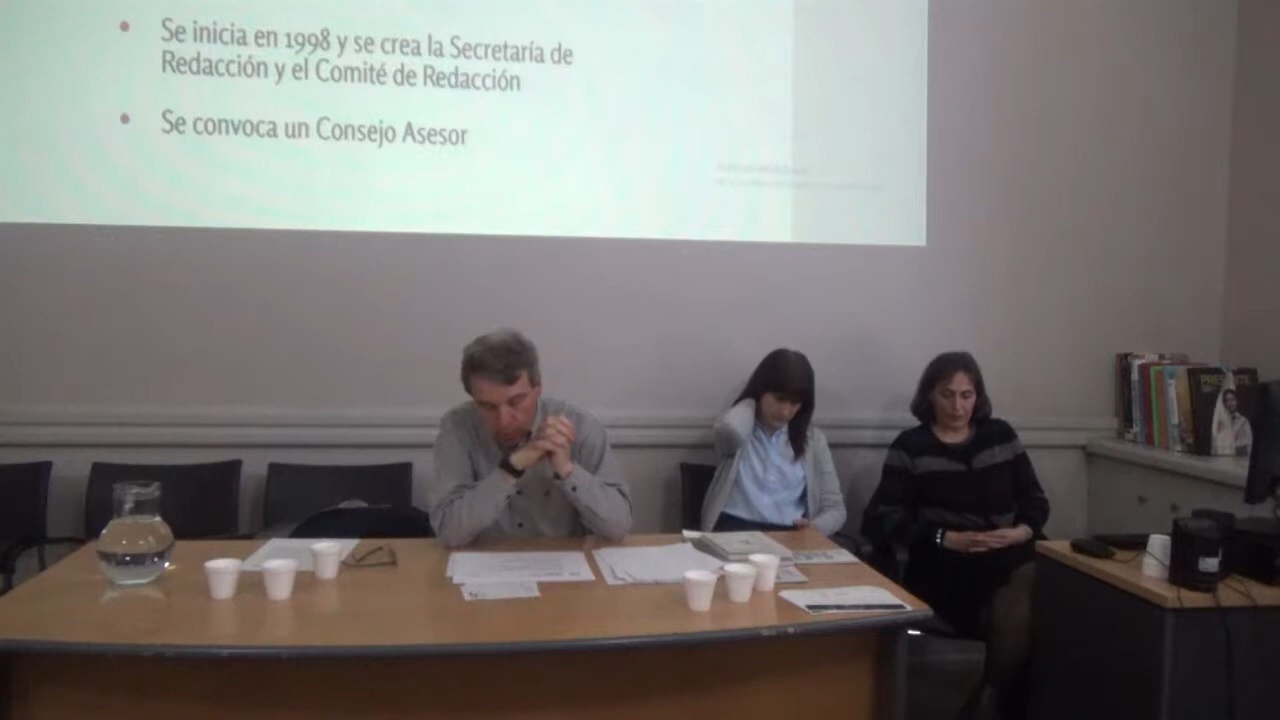 • Se inicia en 1998 y se crea la Secretaría de
Redacción y el Comité de Redacción
• Se convoca un Consejo Asesor